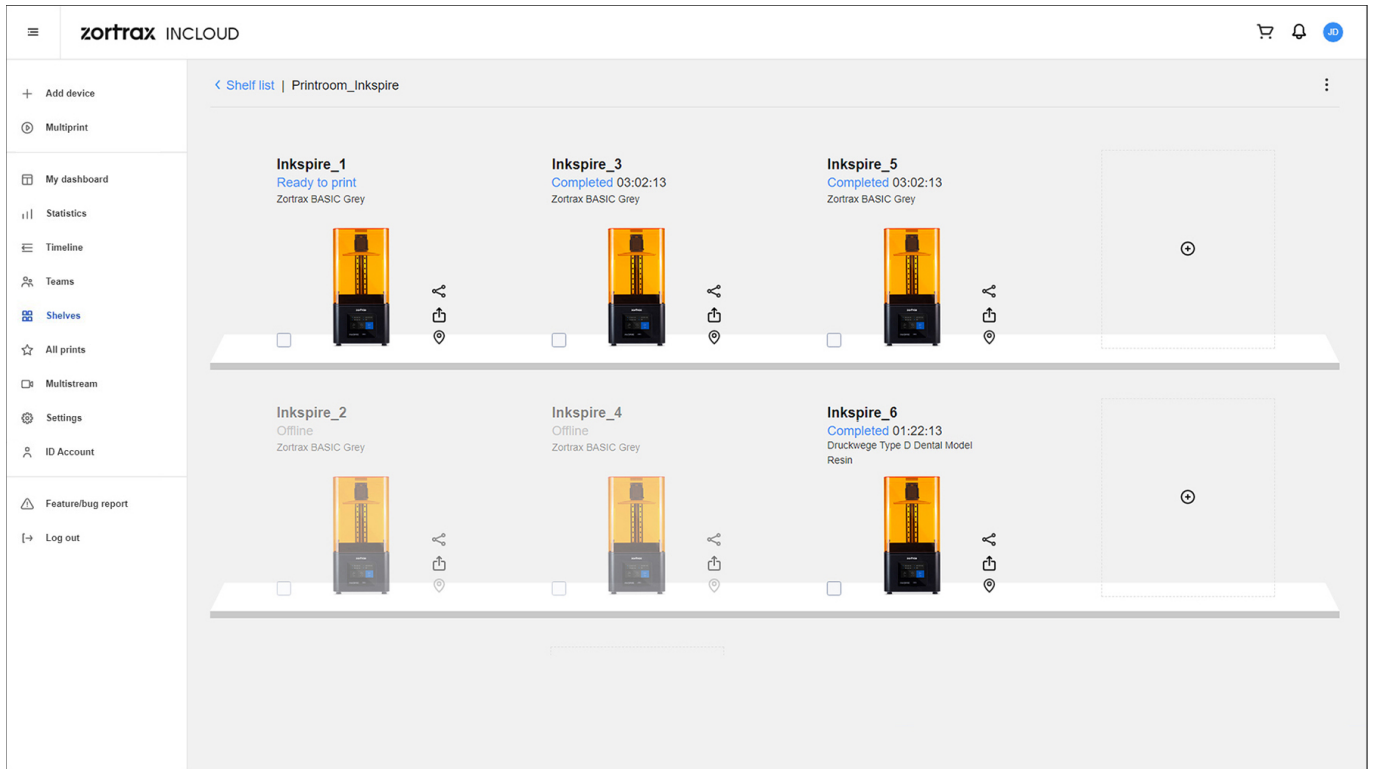 zortrax INCLOUD
JD
Add device
Multiprint
My dashboard
Statistics
Timeline
Teams
Shelves
All prints
Multistream
Settings
ID Account
Feature/bug report
Log out
Shelf list | Printroom_Inkspire
Inkspire_1
Ready to print
Zortrax BASIC Grey
Inkspire_3
Completed 03:02:13
Zortrax BASIC Grey
Inkspire_5
Completed 03:02:13
Zortrax BASIC Grey
Inkspire_2
Offline
Zortrax BASIC Grey
Inkspire_4
Offline
Zortrax BASIC Grey
Inkspire_6
Completed 01:22:13
Druckwege Type D Dental Model
Resin